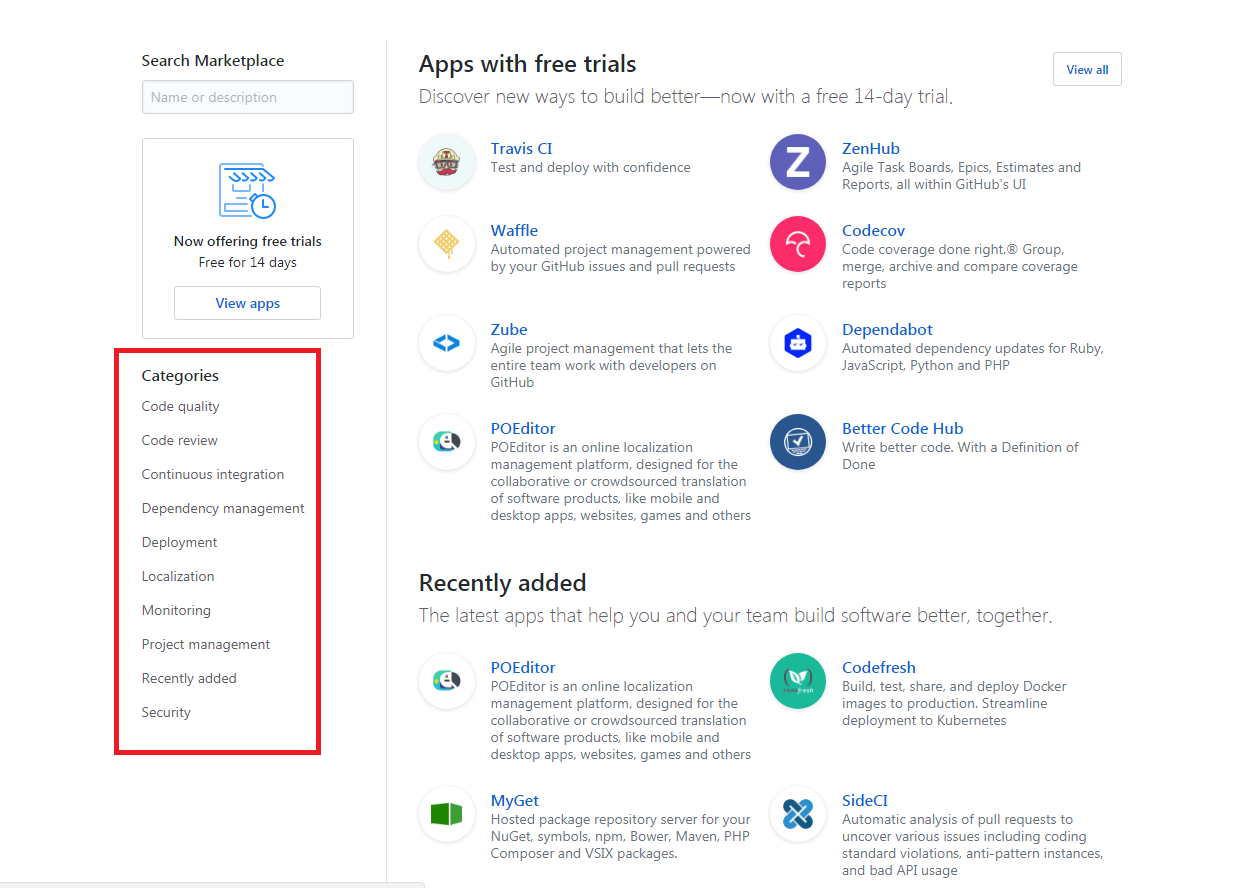 Search Marketplace
Name or description
Now offering free trials
Free for 14 days
View apps
Categories
Code quality
Code review
Continuous integration
Dependency management
Deployment
Localization
Monitoring
Project management
Recently added
Security
Apps with free trials
View all
Discover new ways to build better—now with a free 14-day trial.
Travis CI
Test and deploy with confidence
Z
ZenHub
Agile Task Boards, Epics, Estimates and
Reports, all within GitHub's UI
Waffle
Automated project management powered
by your GitHub issues and pull requests
Codecov
Code coverage done right.® Group,
merge, archive and compare coverage
reports
Zube
Agile project management that lets the
entire team work with developers on
GitHub
Dependabot
Automated dependency updates for Ruby,
JavaScript, Python and PHP
POEditor
POEditor is an online localization
management platform, designed for the
collaborative or crowdsourced translation
of software products, like mobile and
desktop apps, websites, games and others
Better Code Hub
Write better code. With a Definition of
Done
Recently added
The latest apps that help you and your team build software better, together.
POEditor
POEditor is an online localization
management platform, designed for the
collaborative or crowdsourced translation
of software products, like mobile and
desktop apps, websites, games and others
codefresh
Codefresh
Build, test, share, and deploy Docker
images to production. Streamline
deployment to Kubernetes
MyGet
Hosted package repository server for your
NuGet, symbols, npm, Bower, Maven, PHP
Composer and VSIX packages.
SideCI
Automatic analysis of pull requests to
uncover various issues including coding
standard violations, anti-pattern instances,
and bad API usage